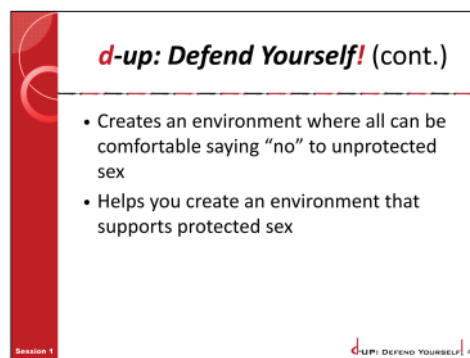 d-up: Defend Yourself! (cont.)
• Creates an environment where all can be
comfortable saying “no” to unprotected
sex
• Helps you create an environment that
supports protected sex
Session 1
d-UP: DEFEND YOURSELF!